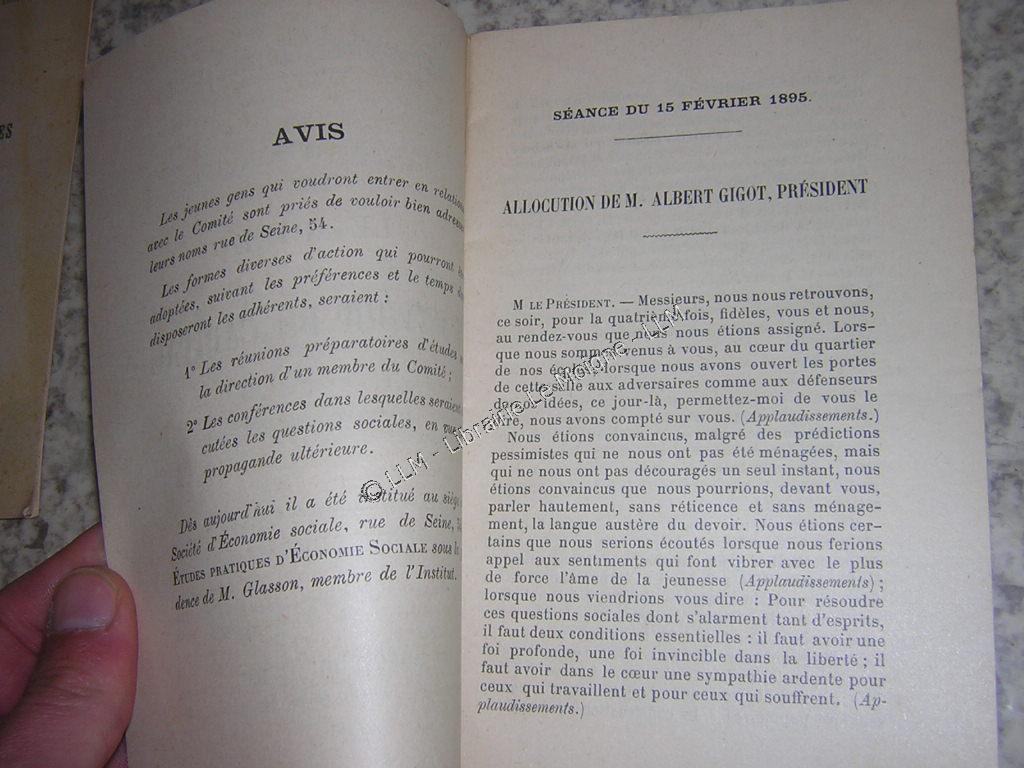 ES
AVIS
Les jeunes gens qui voudront entrer en
avec le Comité sont priés de vouloir bien
leurs noms rue de Seine, 54.
Les formes diverses d'action qui pourront
adoptées, suivant les préférences et le temps
disposeront les adhérents, seraient :
1° Les réunions préparatoires d'études
la direction d'un membre du Comité ;
2° Les conférences dans lesquelles seraient
cutées les questions sociales, en vue
propagande ultérieure.
Dès aujourd'hui il a été institué au siège
Société d'Économie sociale, rue de Seine,
ÉTUDES PRATIQUES D'ÉCONOMIE SOCIALE sous la
dence de M. Glasson, membre de l'Institut.
SÉANCE DU 15 FÉVRIER 1895.
ALLOCUTION DE M. ALBERT GIGOT, PRÉSIDENT
M LE PRÉSIDENT. — Messieurs, nous nous retrouvons,
ce soir, pour la quatrième fois, fidèles, vous et nous,
au rendez-vous que nous nous étions assigné. Lors-
que nous sommes venus à vous, au cœur du quartier
de nos écoles, lorsque nous avons ouvert les portes
de cette salle aux adversaires comme aux défenseurs
de nos idées, ce jour-là, permettez-moi de vous le
dire, nous avons compté sur vous. (Applaudissements.)
Nous étions convaincus, malgré des prédictions
pessimistes qui ne nous ont pas été ménagées, mais
qui ne nous ont pas découragés un seul instant, nous
étions convaincus que nous pourrions, devant vous,
parler hautement, sans réticence et sans ménage-
ment, la langue austère du devoir. Nous étions cer-
tains que nous serions écoutés lorsque nous ferions
appel aux sentiments qui font vibrer avec le plus
de force l'âme de la jeunesse (Applaudissements) ;
lorsque nous viendrions vous dire : Pour résoudre
ces questions sociales dont s'alarment tant d'esprits,
il faut deux conditions essentielles : il faut avoir une
foi profonde, une foi invincible dans la liberté ; il
faut avoir dans le cœur une sympathie ardente pour
ceux qui travaillent et pour ceux qui souffrent. (Ap-
plaudissements.)
© LLM - Librairie Le Moine - LLM